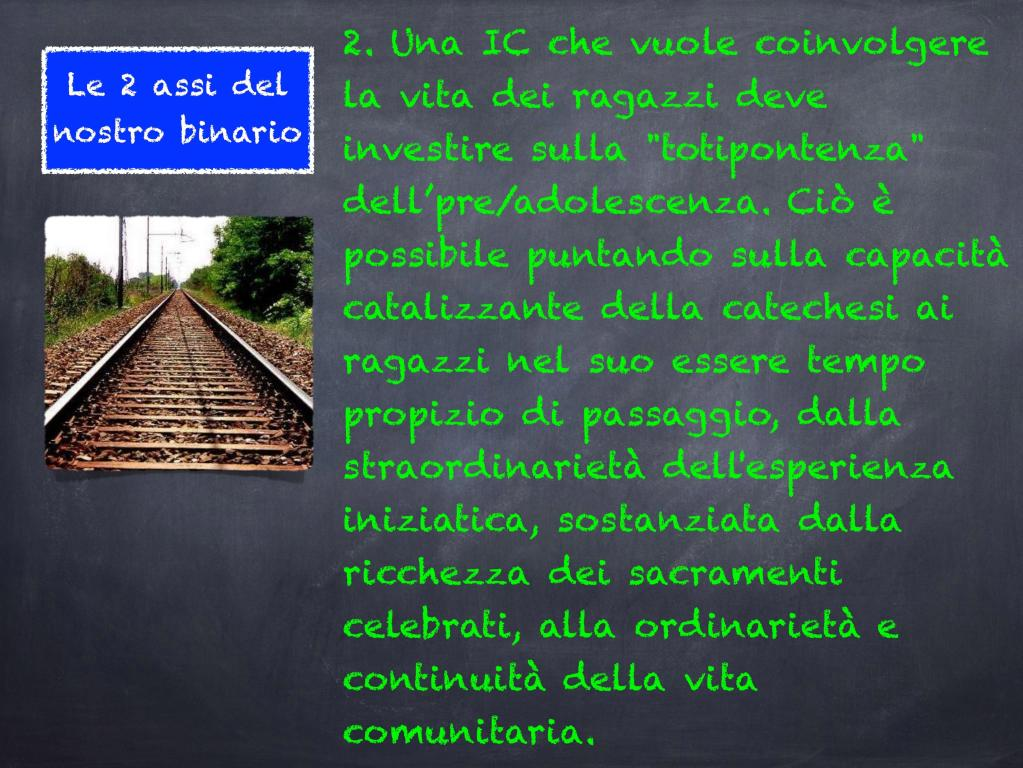 Le 2 assi del
nostro binario
2. Una IC che vuole coinvolgere
la vita dei ragazzi deve
investire sulla "totipontenza"
dell’pre/adolescenza. Ciò è
possibile puntando sulla capacità
catalizzante della catechesi ai
ragazzi nel suo essere tempo
propizio di passaggio, dalla
straordinarietà dell'esperienza
iniziatica, sostanziata dalla
ricchezza dei sacramenti
celebrati, alla ordinarietà e
continuità della vita
comunitaria.